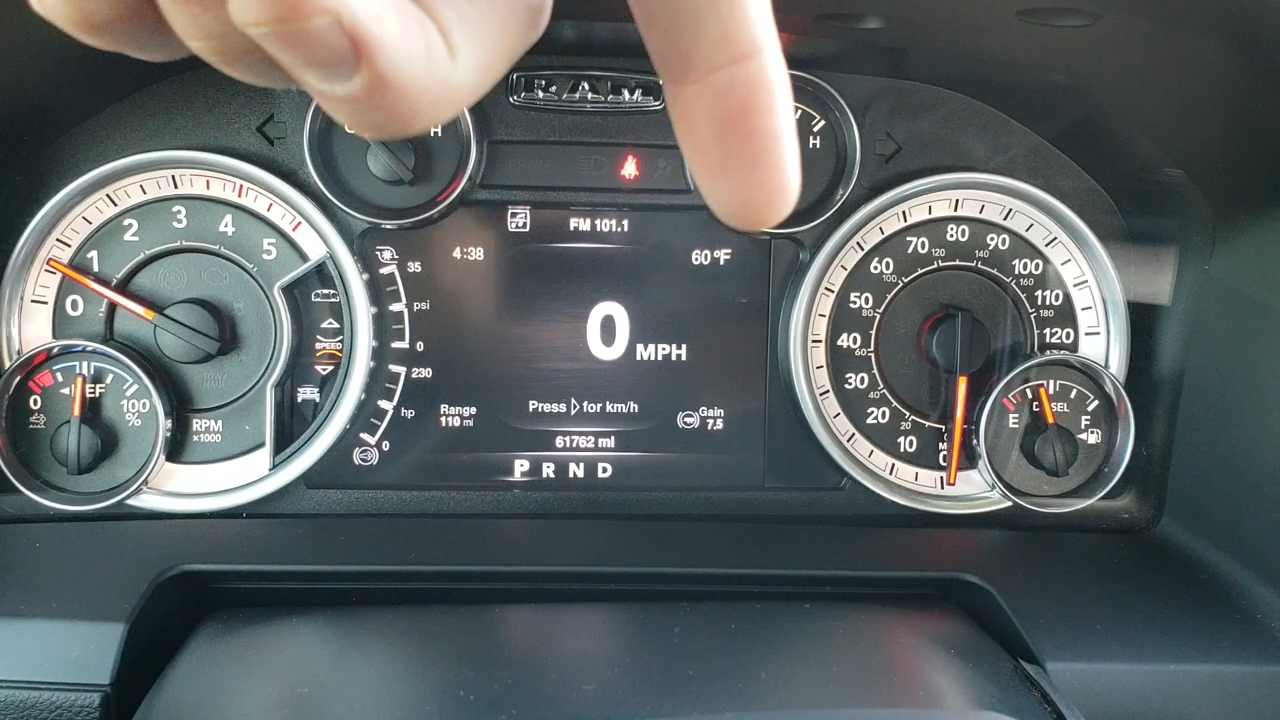 RAM
H
H
FM 101.1
4:38
60°F
0 MPH
Press ▷ for km/h
Range
110 mi
Gain
7.5
61762 mi
P R N D
0 1 2 3 4 5
RPM
x1000
SPEED
35
psi
0
230
hp
0
0
DEF
100
%
10 20 30 40 50 60 70 80 90 100 110 120
20 40 60 80 100 120 140 160 180
E
DIESEL
F